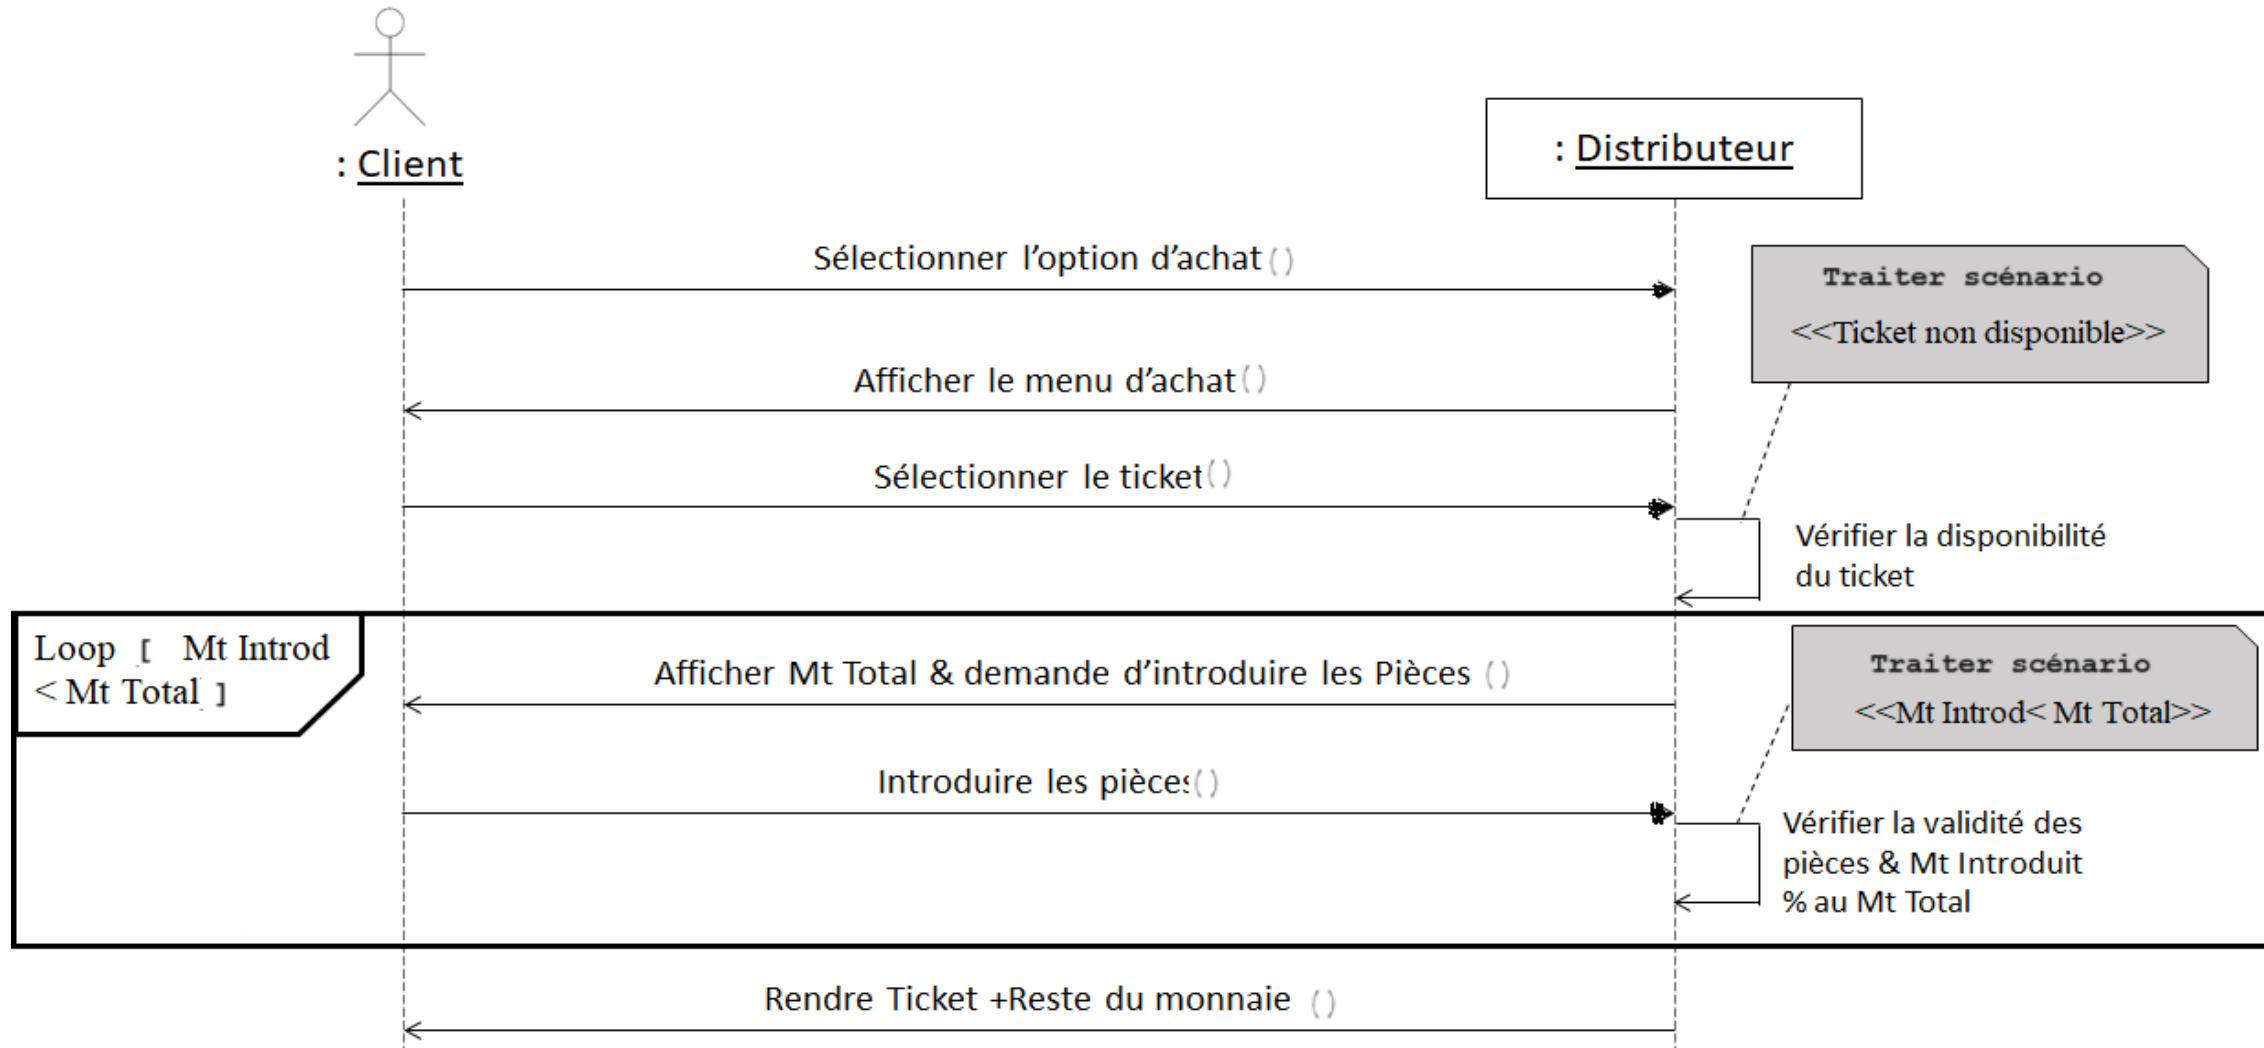 : Client
: Distributeur
Sélectionner l’option d’achat ()
Traiter scénario
<<Ticket non disponible>>
Afficher le menu d’achat ()
Sélectionner le ticket ()
Vérifier la disponibilité
du ticket
Loop [ Mt Introd
< Mt Total ]
Afficher Mt Total & demande d’introduire les Pièces ()
Traiter scénario
<<Mt Introd< Mt Total>>
Introduire les pièces ()
Vérifier la validité des
pièces & Mt Introduit
% au Mt Total
Rendre Ticket +Reste du monnaie ()